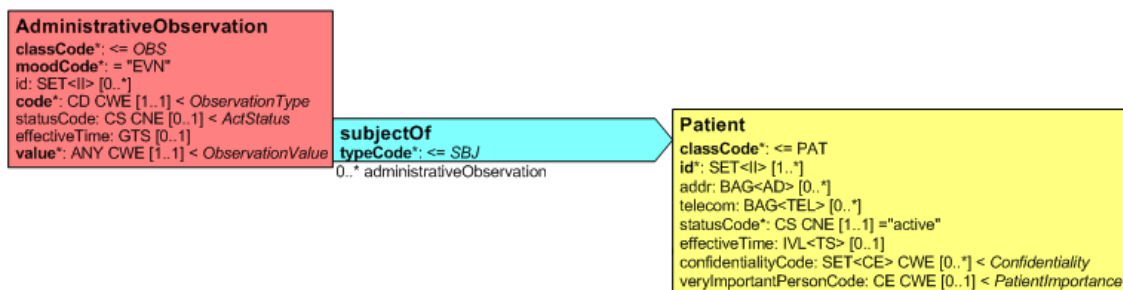 AdministrativeObservation
classCode*: <= OBS
moodCode*: = "EVN"
id: SET<II> [0..*]
code*: CD CWE [1..1] < ObservationType
statusCode: CS CNE [0..1] < ActStatus
effectiveTime: GTS [0..1]
value*: ANY CWE [1..1] < ObservationValue
subjectOf
typeCode*: <= SBJ
0..* administrativeObservation
Patient
classCode*: <= PAT
id*: SET<II> [1..*]
addr: BAG<AD> [0..*]
telecom: BAG<TEL> [0..*]
statusCode*: CS CNE [1..1] ="active"
effectiveTime: IVL<TS> [0..1]
confidentialityCode: SET<CE> CWE [0..*] < Confidentiality
veryImportantPersonCode: CE CWE [0..1] < PatientImportance